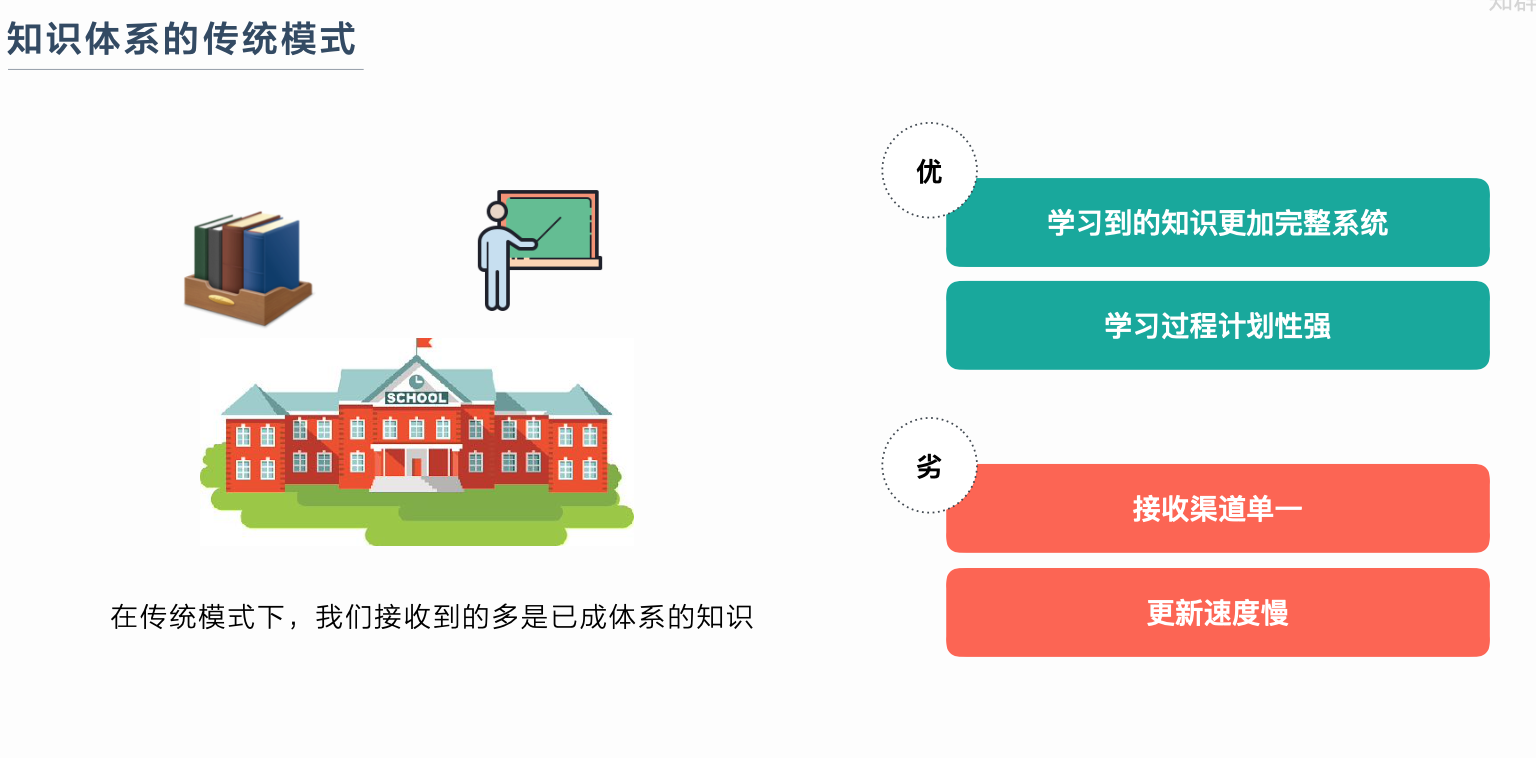 知识体系的传统模式
SCHOOL
在传统模式下，我们接收到的多是已成体系的知识
优
学习到的知识更加完整系统
学习过程计划性强
劣
接收渠道单一
更新速度慢